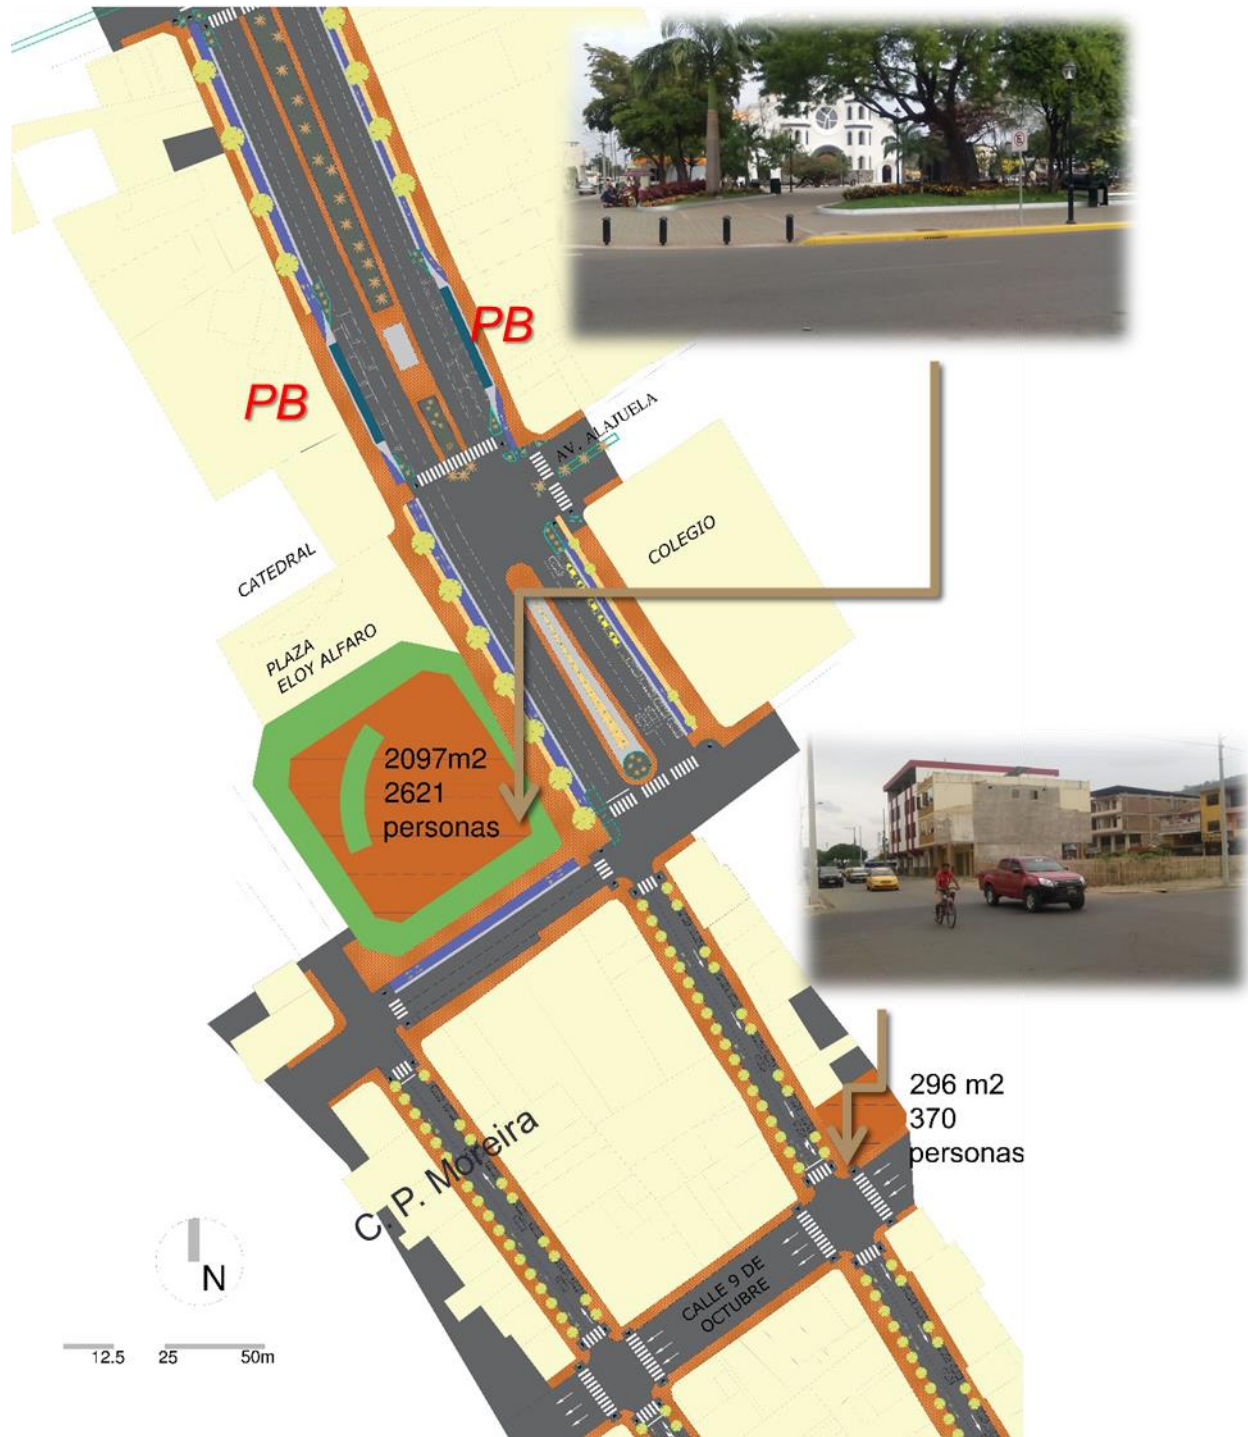 PB
PB
AV. ALAJUELA
COLEGIO
CATEDRAL
PLAZA
ELOY ALFARO
2097m2
2621
personas
296 m2
370
personas
C. P. Moreira
CALLE 9 DE
OCTUBRE
N
12.5 25 50m